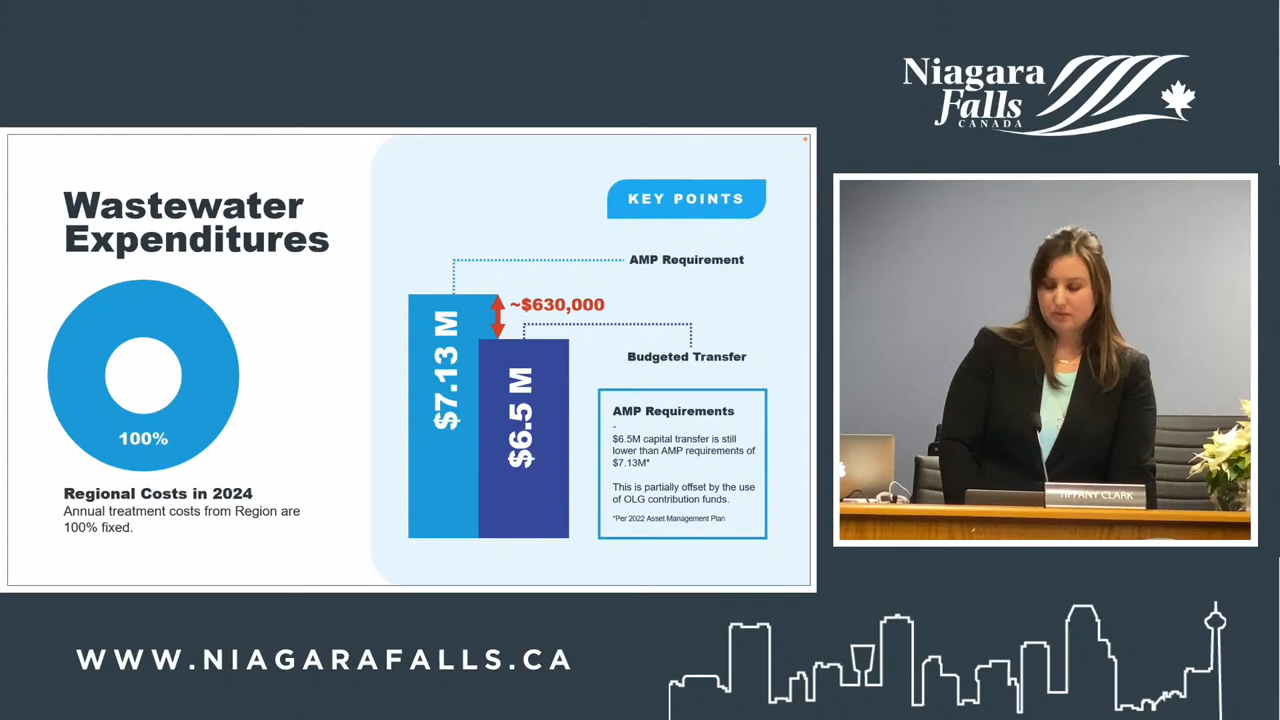 Niagara
Falls
CANADA
Wastewater
Expenditures
100%
Regional Costs in 2024
Annual treatment costs from Region are
100% fixed.
KEY POINTS
AMP Requirement
~$630,000
$7.13 M
$6.5 M
Budgeted Transfer
AMP Requirements
-
$6.5M capital transfer is still
lower than AMP requirements of
$7.13M*
This is partially offset by the use
of OLG contribution funds.
*Per 2022 Asset Management Plan
TIFFANY CLARK
WWW.NIAGARAFALLS.CA